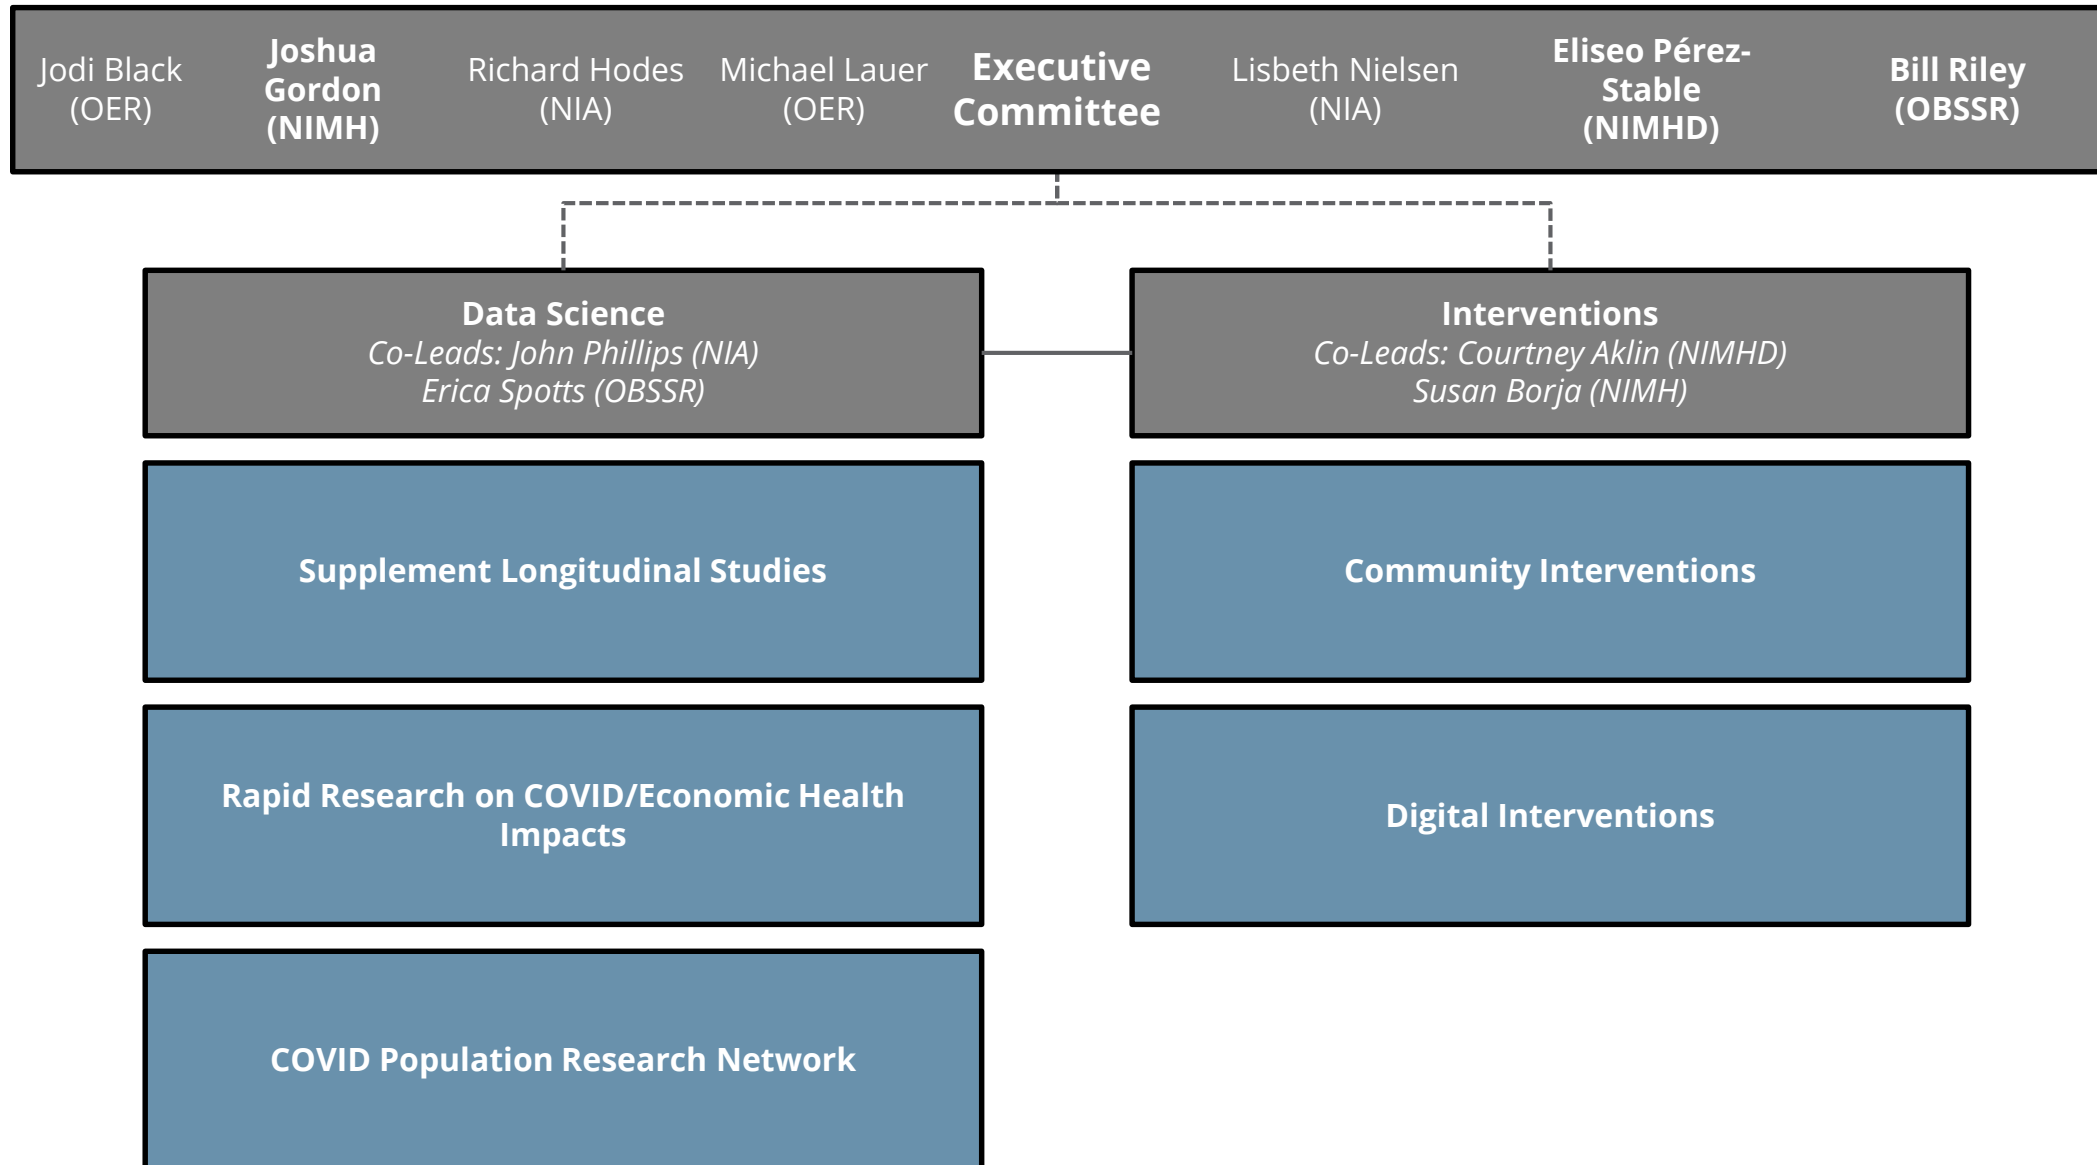 Jodi Black
(OER)
Joshua
Gordon
(NIMH)
Richard Hodes
(NIA)
Michael Lauer
(OER)
Executive
Committee
Lisbeth Nielsen
(NIA)
Eliseo Pérez-
Stable
(NIMHD)
Bill Riley
(OBSSR)
Data Science
Co-Leads: John Phillips (NIA)
Erica Spotts (OBSSR)
Interventions
Co-Leads: Courtney Aklin (NIMHD)
Susan Borja (NIMH)
Supplement Longitudinal Studies
Community Interventions
Rapid Research on COVID/Economic Health
Impacts
Digital Interventions
COVID Population Research Network